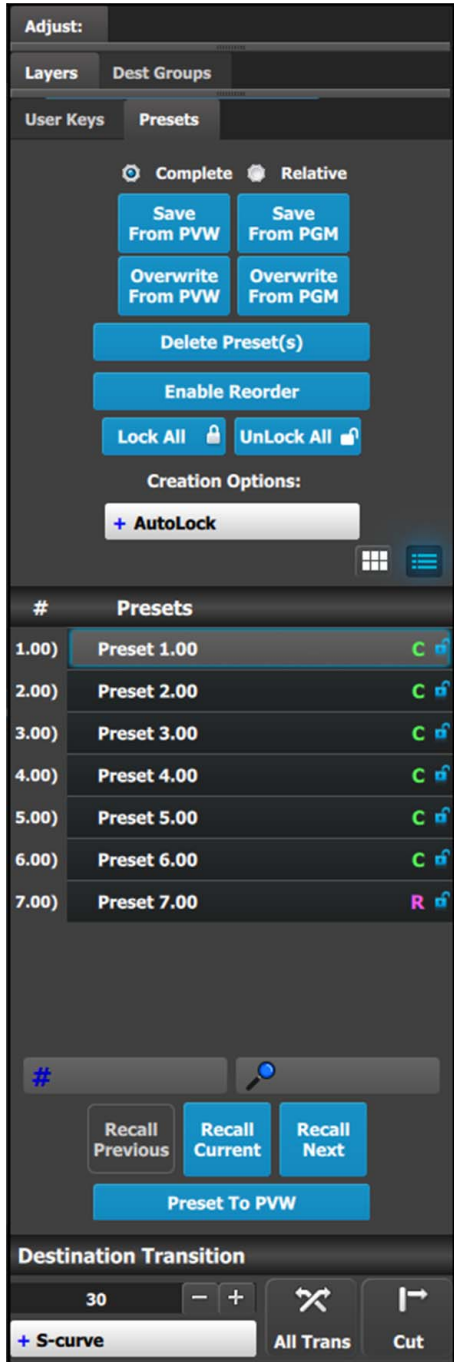 Adjust:
Layers Dest Groups
User Keys Presets
Complete Relative
Save Save
From PVW From PGM
Overwrite Overwrite
From PVW From PGM
Delete Preset(s)
Enable Reorder
Lock All UnLock All
Creation Options:
+ AutoLock
# Presets
1.00) Preset 1.00 C
2.00) Preset 2.00 C
3.00) Preset 3.00 C
4.00) Preset 4.00 C
5.00) Preset 5.00 C
6.00) Preset 6.00 C
7.00) Preset 7.00 R
#
Recall Recall Recall
Previous Current Next
Preset To PVW
Destination Transition
30 − +
+ S-curve All Trans Cut